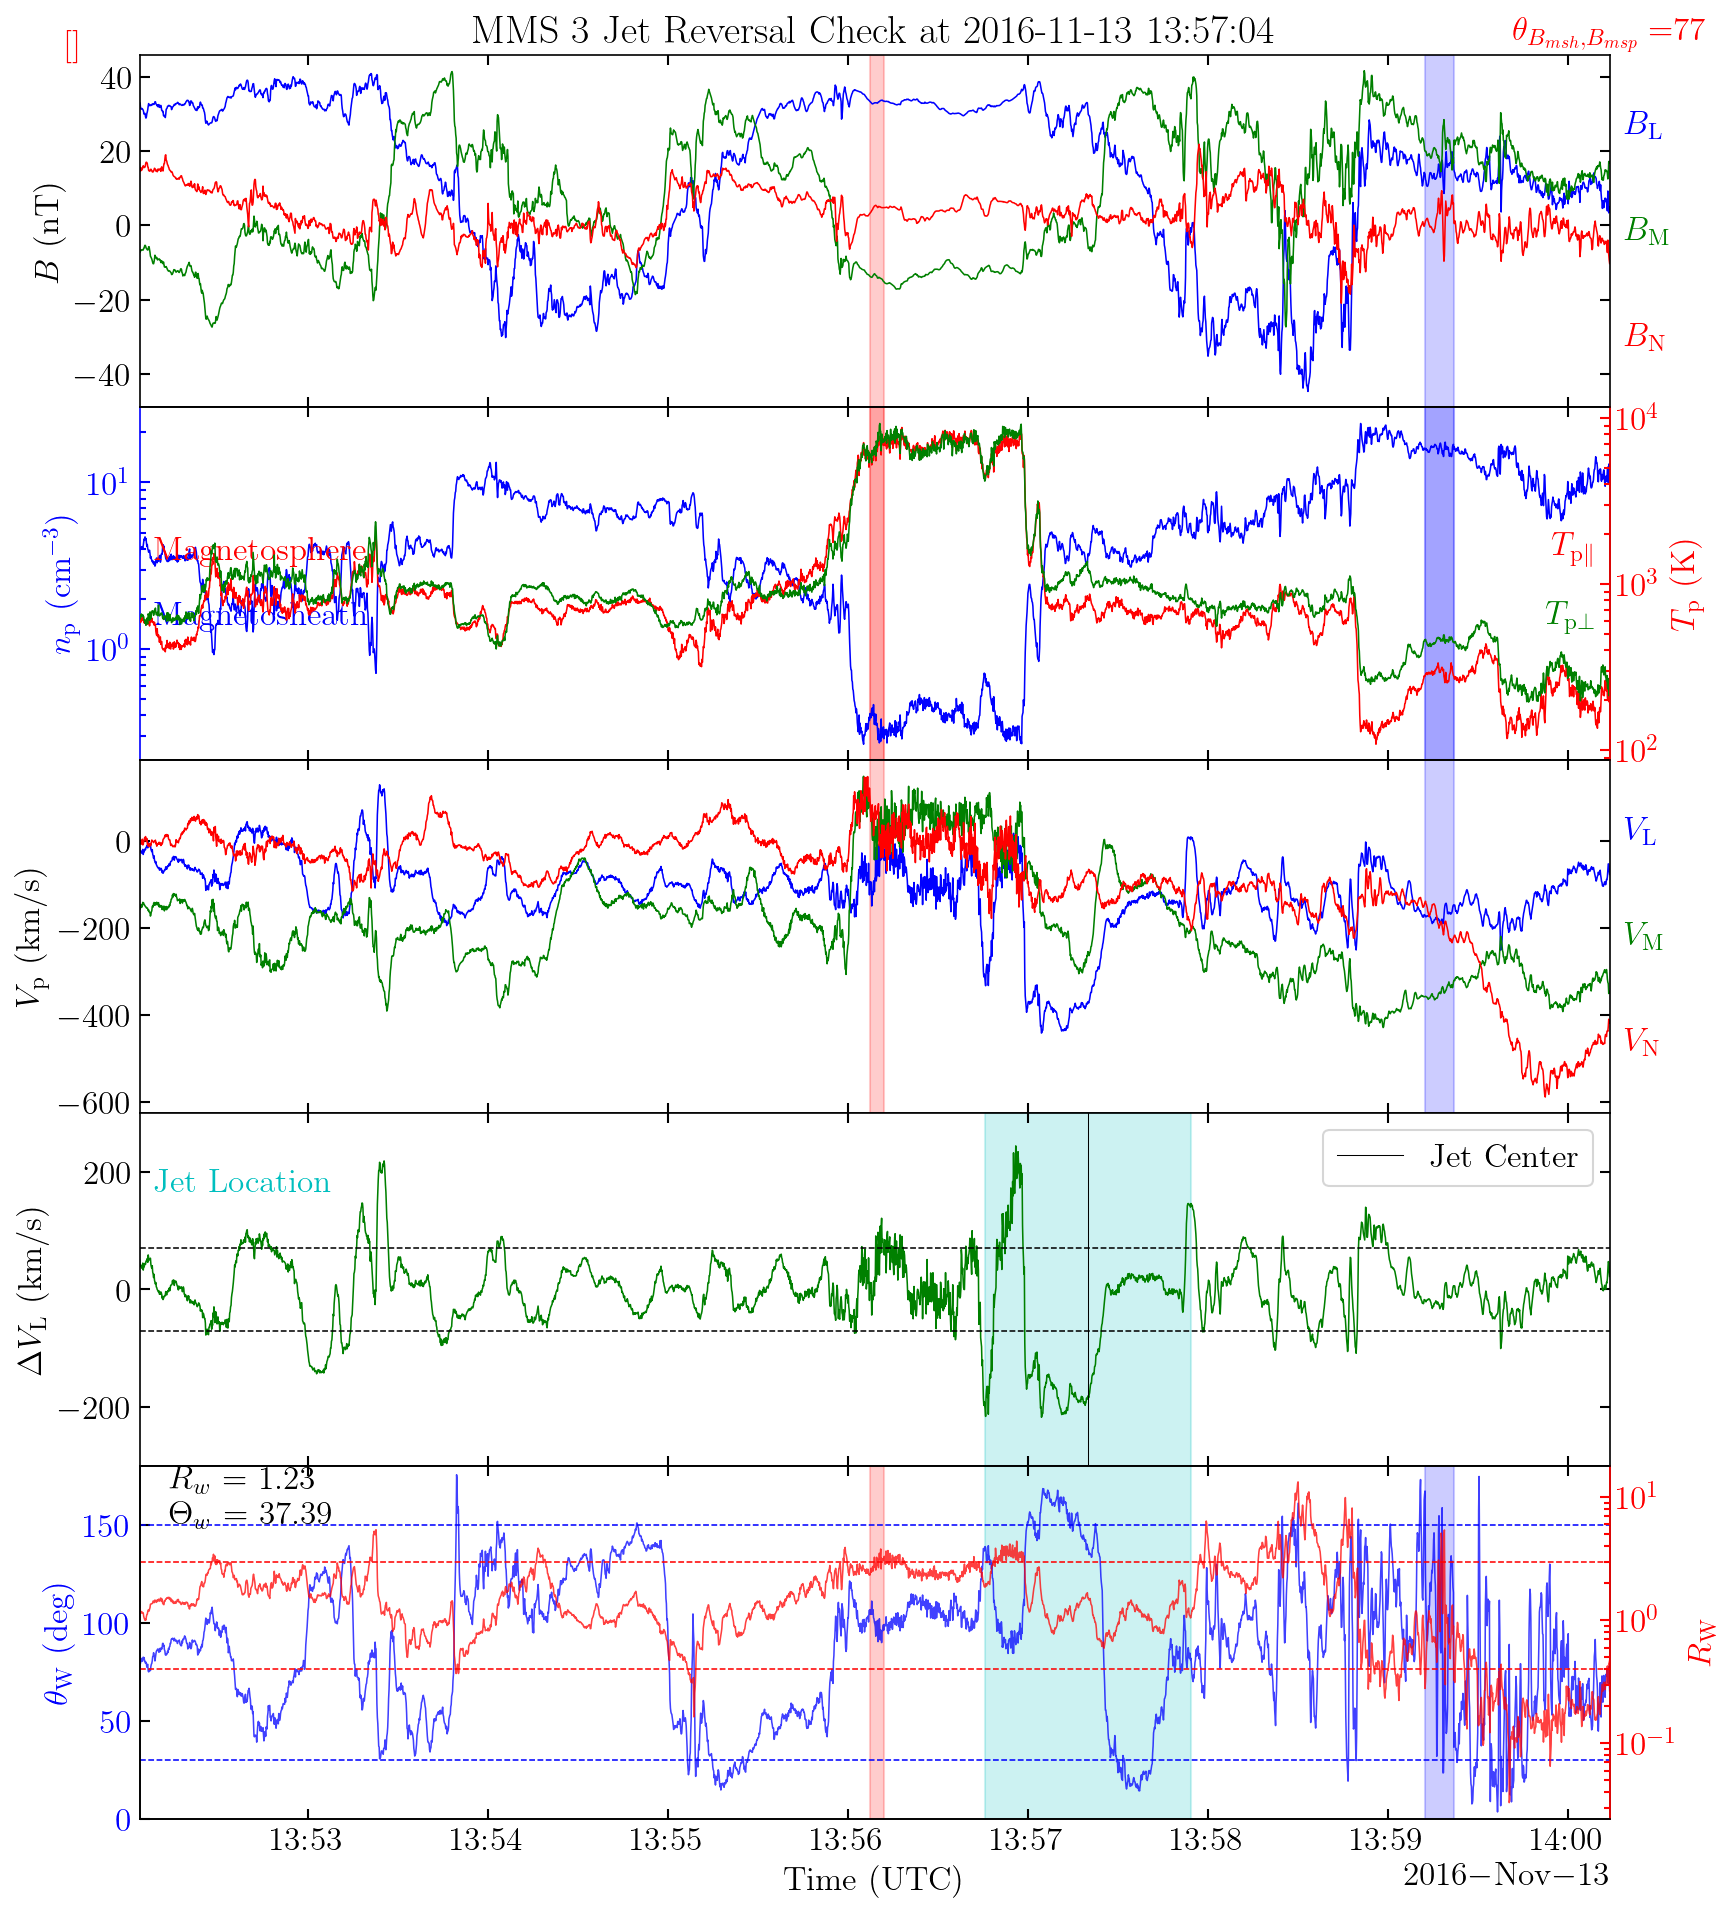 MMS 3 Jet Reversal Check at 2016-11-13 13:57:04
θ_{B_{msh},B_{msp}} =77
40
20
0
−20
−40
B (nT)
B_L
B_M
B_N
10^1
10^0
n_p (cm^{−3})
Magnetosphere
Magnetosheath
T_{p∥}
T_{p⊥}
10^4
10^3
10^2
T_p (K)
0
−200
−400
−600
V_p (km/s)
V_L
V_M
V_N
200
0
−200
ΔV_L (km/s)
Jet Location
Jet Center
R_w = 1.23
Θ_w = 37.39
150
100
50
0
θ_W (deg)
10^1
10^0
10^{−1}
R_W
13:53 13:54 13:55 13:56 13:57 13:58 13:59 14:00
Time (UTC)
2016−Nov−13